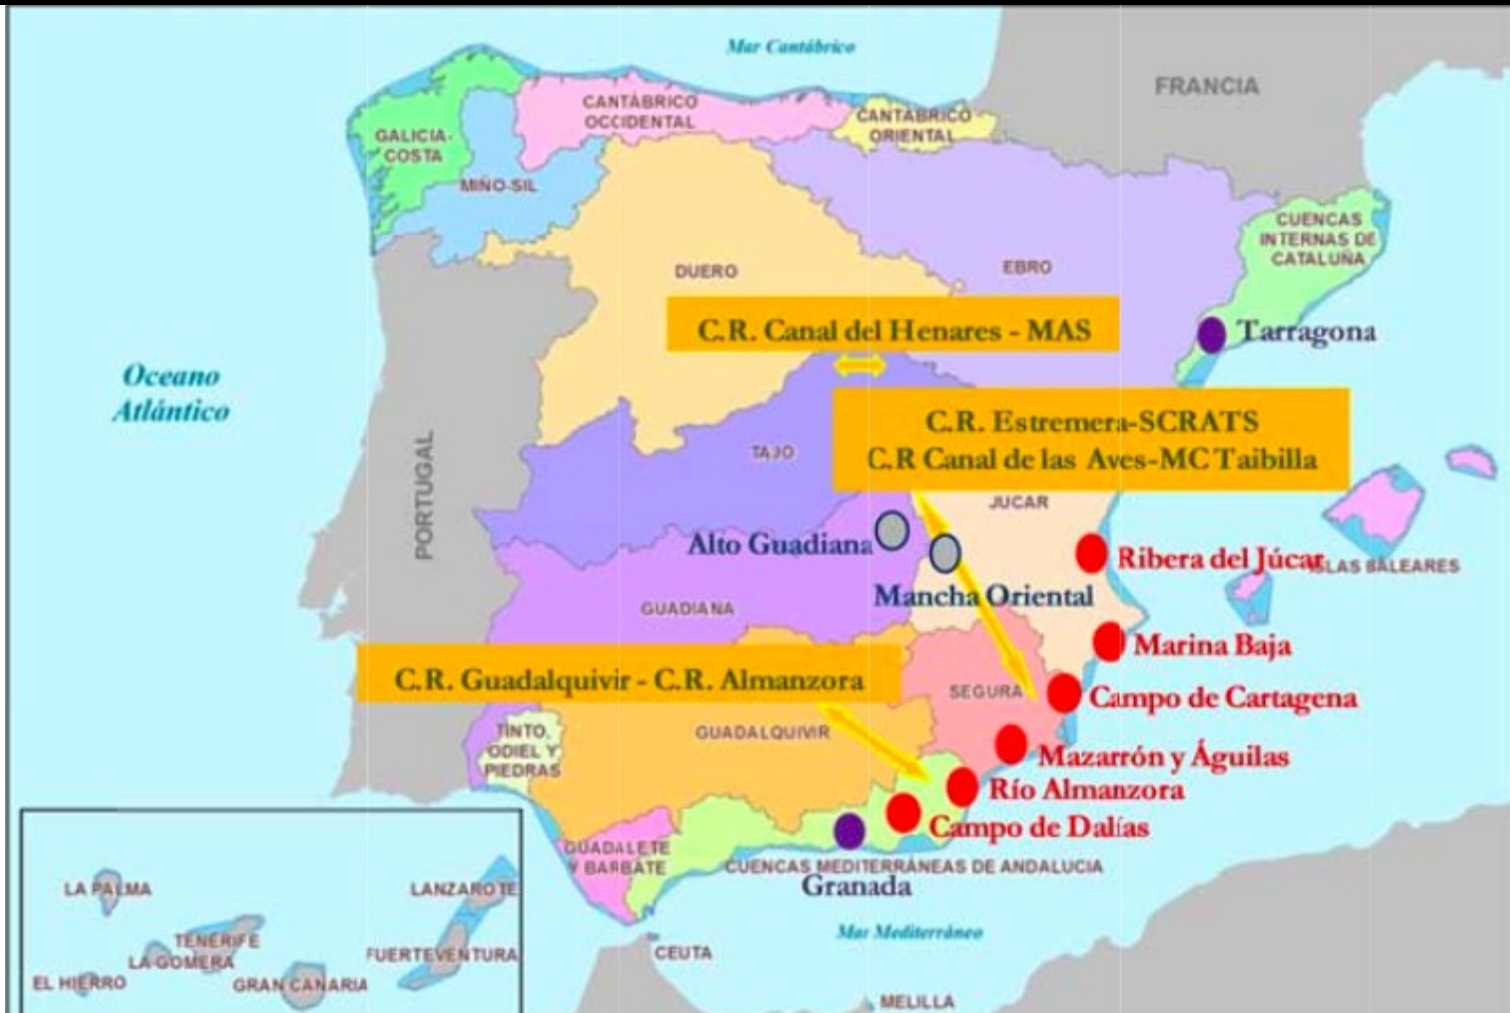 Mar Cantábrico
FRANCIA
CANTÁBRICO
OCCIDENTAL
CANTÁBRICO
ORIENTAL
GALICIA-
COSTA
MIÑO-SIL
CUENCAS
INTERNAS DE
CATALUÑA
DUERO
EBRO
C.R. Canal del Henares - MAS
Tarragona
Oceano
Atlántico
C.R. Estremera-SCRATS
C.R Canal de las Aves-MC Taibilla
PORTUGAL
TAJO
JUCAR
Alto Guadiana
Ribera del Júcar
ISLAS BALEARES
Mancha Oriental
GUADIANA
Marina Baja
C.R. Guadalquivir - C.R. Almanzora
SEGURA
Campo de Cartagena
TINTO,
ODIEL Y
PIEDRAS
GUADALQUIVIR
Mazarrón y Águilas
Río Almanzora
Campo de Dalías
GUADALETE
Y BARBATE
CUENCAS MEDITERRÁNEAS DE ANDALUCIA
Granada
LA PALMA
LANZAROTE
TENERIFE
LA GOMERA
FUERTEVENTURA
EL HIERRO
GRAN CANARIA
Mar Mediterráneo
CEUTA
MELILLA